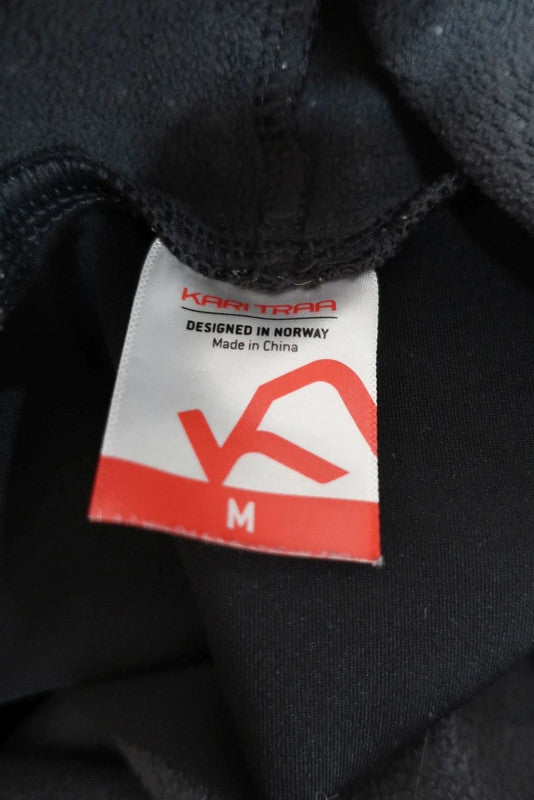 KARI TRAA
DESIGNED IN NORWAY
Made in China
M